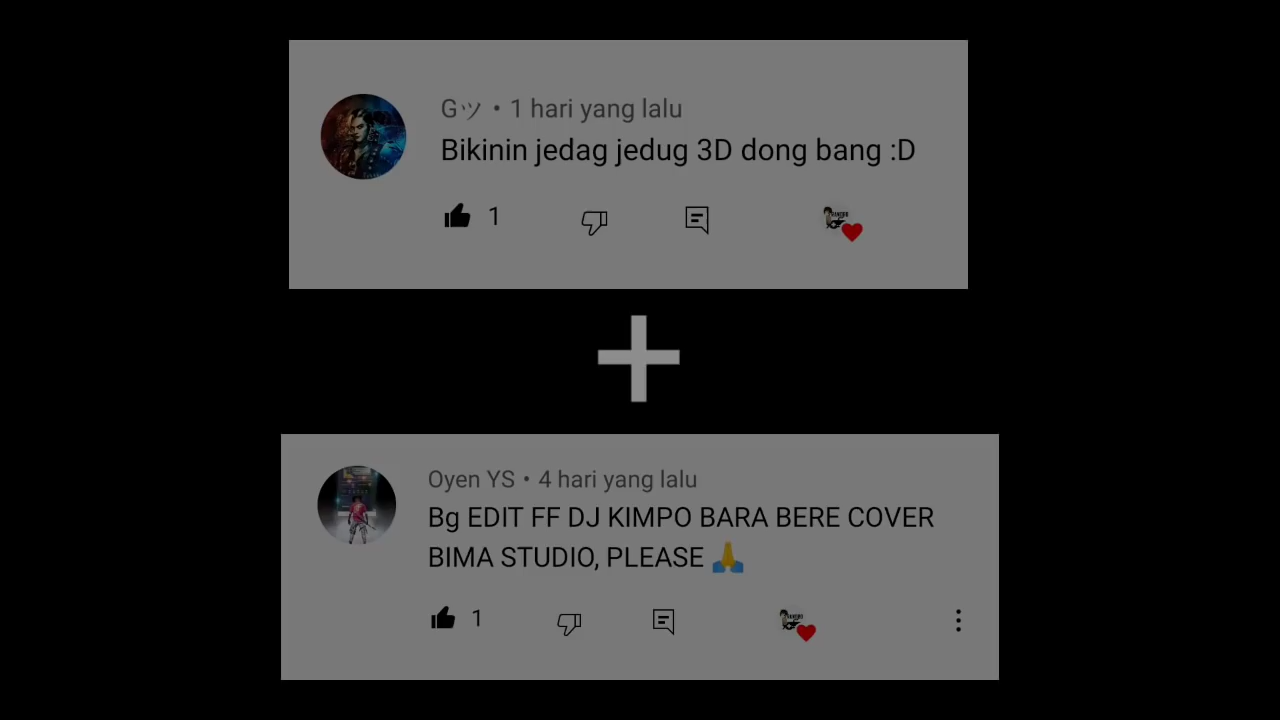 Gツ • 1 hari yang lalu
Bikinin jedag jedug 3D dong bang :D
1
+
Oyen YS • 4 hari yang lalu
Bg EDIT FF DJ KIMPO BARA BERE COVER
BIMA STUDIO, PLEASE 🙏
1